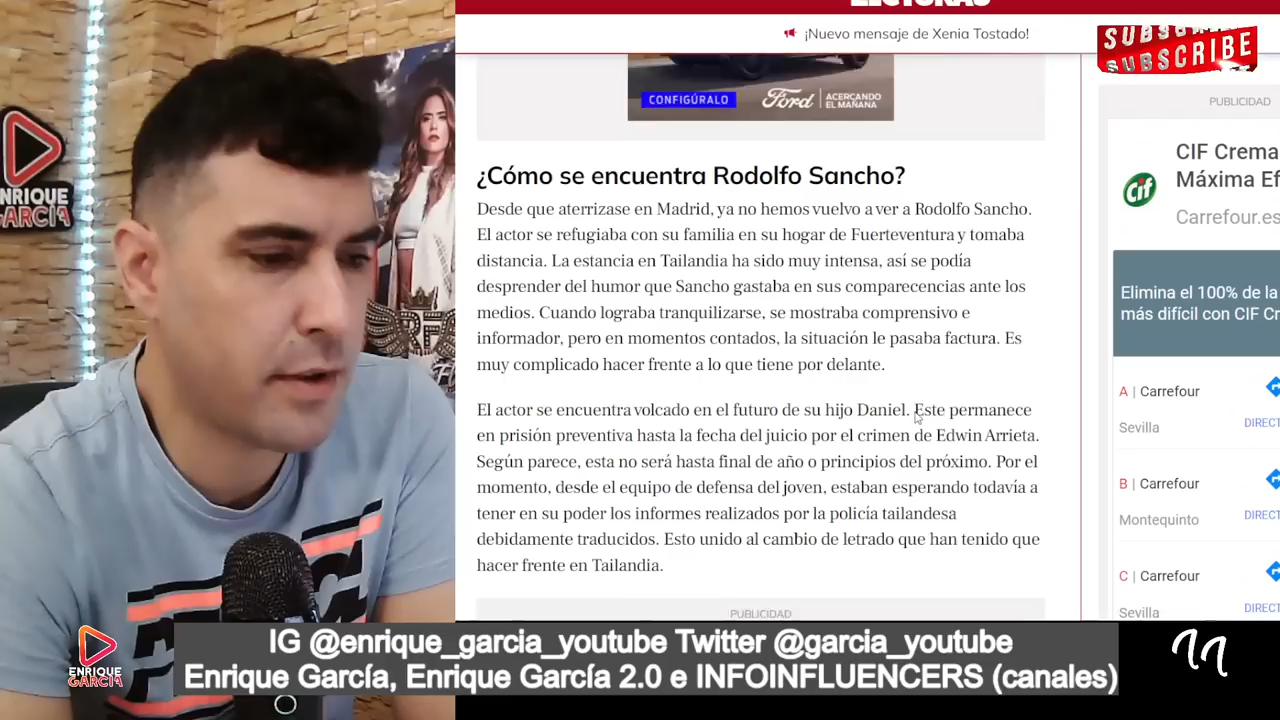 LECTURAS
¡Nuevo mensaje de Xenia Tostado!
SUBSCRIBE
SUBSCRIBE
PUBLICIDAD
CONFIGÚRALO
Ford
ACERCANDO
EL MAÑANA
CIF Crema
Máxima Ef
Cif
Carrefour.es
ENRIQUE
GARCÍA
¿Cómo se encuentra Rodolfo Sancho?
Desde que aterrizase en Madrid, ya no hemos vuelvo a ver a Rodolfo Sancho.
El actor se refugiaba con su familia en su hogar de Fuerteventura y tomaba
distancia. La estancia en Tailandia ha sido muy intensa, así se podía
desprender del humor que Sancho gastaba en sus comparecencias ante los
medios. Cuando lograba tranquilizarse, se mostraba comprensivo e
informador, pero en momentos contados, la situación le pasaba factura. Es
muy complicado hacer frente a lo que tiene por delante.
El actor se encuentra volcado en el futuro de su hijo Daniel. Este permanece
en prisión preventiva hasta la fecha del juicio por el crimen de Edwin Arrieta.
Según parece, esta no será hasta final de año o principios del próximo. Por el
momento, desde el equipo de defensa del joven, estaban esperando todavía a
tener en su poder los informes realizados por la policía tailandesa
debidamente traducidos. Esto unido al cambio de letrado que han tenido que
hacer frente en Tailandia.
PUBLICIDAD
Elimina el 100% de la
más difícil con CIF Cr
A | Carrefour
Sevilla
DIRECT
B | Carrefour
Montequinto
DIRECT
C | Carrefour
Sevilla
DIRECT
IG @enrique_garcia_youtube Twitter @garcia_youtube
Enrique García, Enrique García 2.0 e INFOINFLUENCERS (canales)
ENRIQUE
GARCÍA